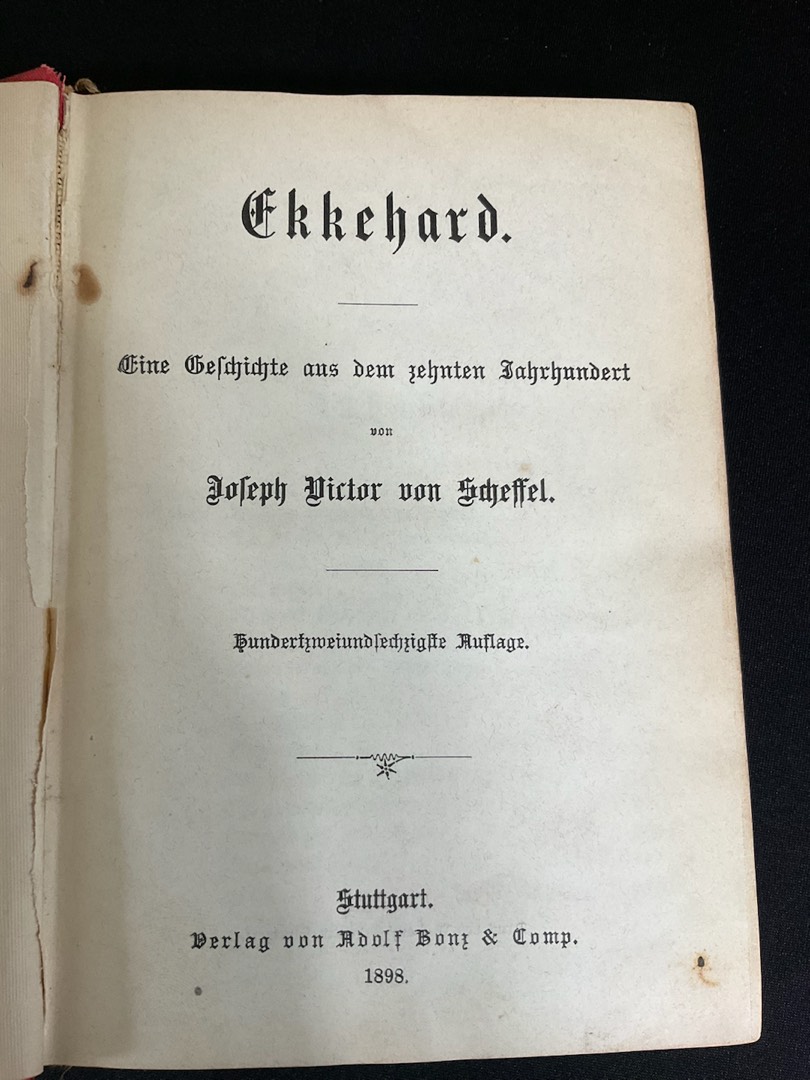 Ekkehard.
Eine Geſchichte aus dem zehnten Jahrhundert
von
Joſeph Victor von Scheffel.
Hundertzweiundſechzigſte Auflage.
Stuttgart.
Verlag von Adolf Bonz & Comp.
1898.